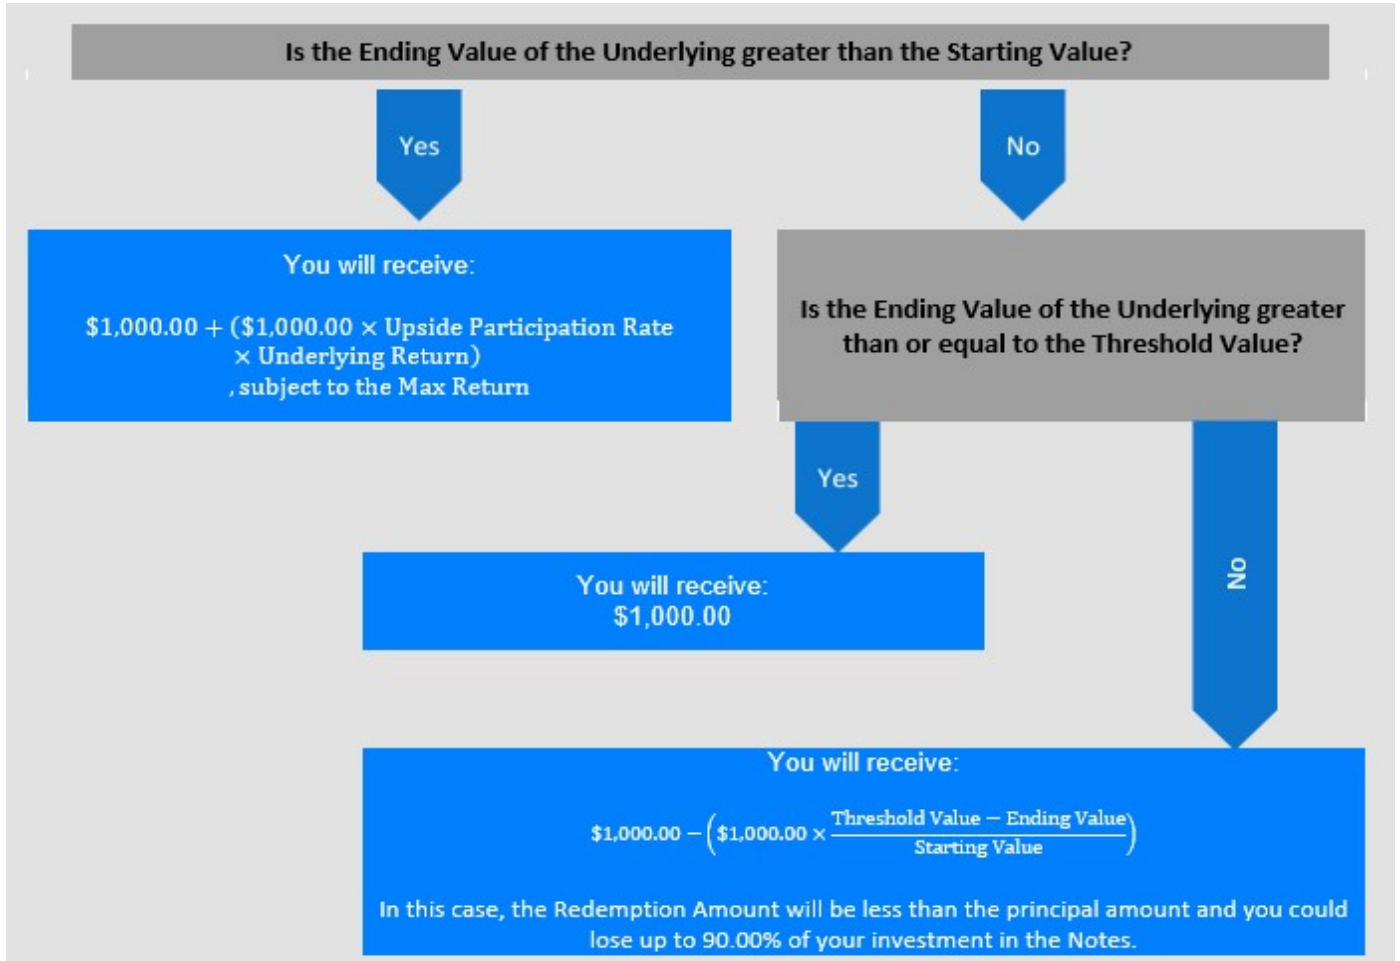 Is the Ending Value of the Underlying greater than the Starting Value?
Yes
No
You will receive:
$1,000.00 + ($1,000.00 × Upside Participation Rate
× Underlying Return)
, subject to the Max Return
Is the Ending Value of the Underlying greater
than or equal to the Threshold Value?
Yes
You will receive:
$1,000.00
No
You will receive:
$1,000.00 − ($1,000.00 × Threshold Value − Ending Value
Starting Value)
In this case, the Redemption Amount will be less than the principal amount and you could
lose up to 90.00% of your investment in the Notes.